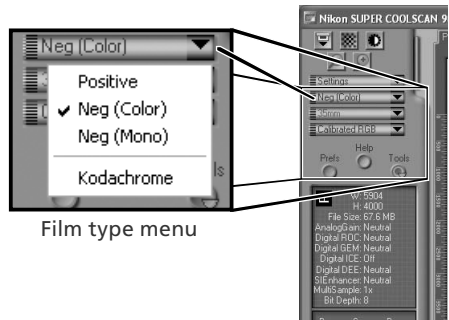 Neg (Color)
Positive
Neg (Color)
Neg (Mono)
Kodachrome
Film type menu
Nikon SUPER COOLSCAN 9
Settings
Neg (Color)
35mm
Calibrated RGB
Help
Prefs
Tools
W: 5904
H: 4000
File Size: 67.6 MB
AnalogGain: Neutral
Digital ROC: Neutral
Digital GEM: Neutral
Digital ICE: Off
Digital DEE: Neutral
SIEnhancer: Neutral
MultiSample: 1x
Bit Depth: 8